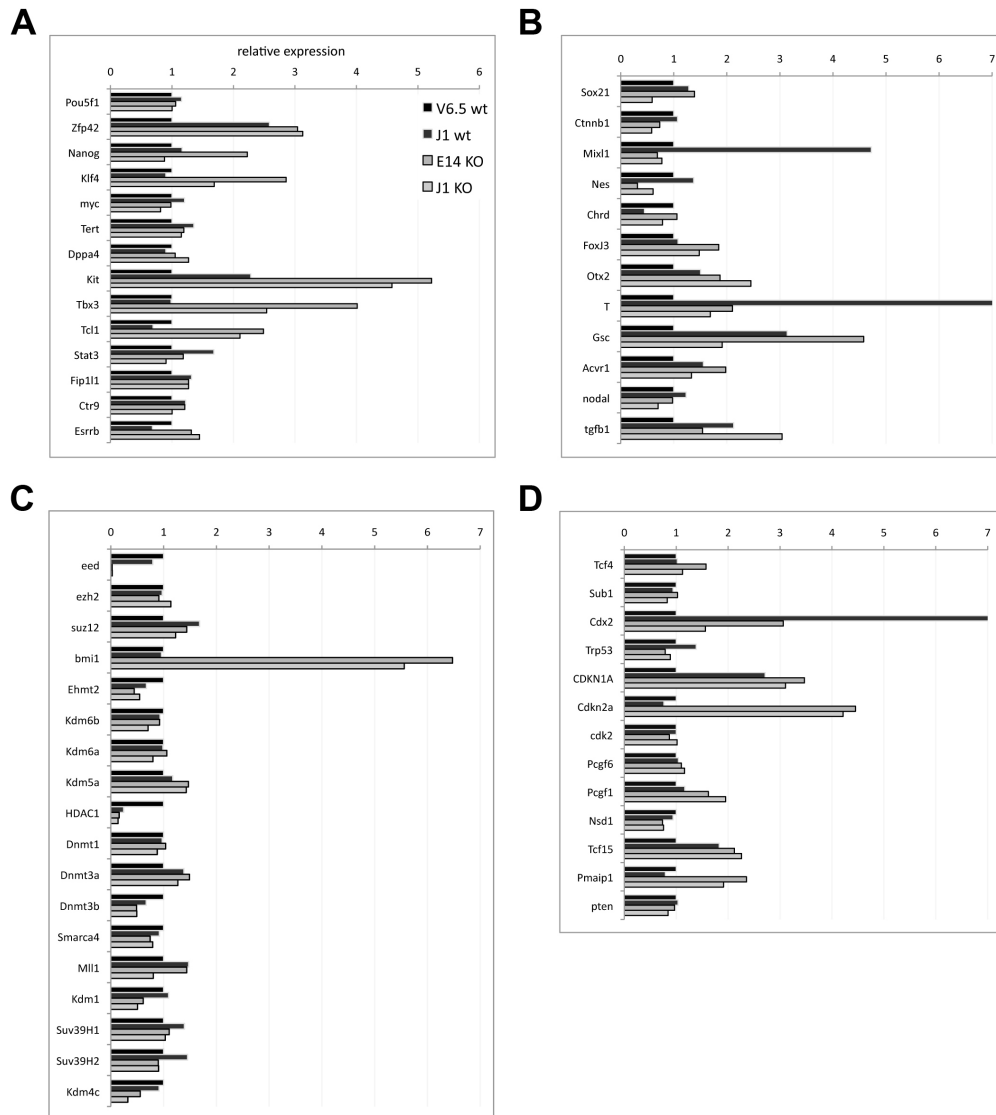 A
relative expression
0 1 2 3 4 5 6
Pou5f1
Zfp42
Nanog
Klf4
myc
Tert
Dppa4
Kit
Tbx3
Tcl1
Stat3
Fip1l1
Ctr9
Esrrb
V6.5 wt
J1 wt
E14 KO
J1 KO
B
0 1 2 3 4 5 6 7
Sox21
Ctnnb1
Mixl1
Nes
Chrd
FoxJ3
Otx2
T
Gsc
Acvr1
nodal
tgfb1
C
0 1 2 3 4 5 6 7
eed
ezh2
suz12
bmi1
Ehmt2
Kdm6b
Kdm6a
Kdm5a
HDAC1
Dnmt1
Dnmt3a
Dnmt3b
Smarca4
Mll1
Kdm1
Suv39H1
Suv39H2
Kdm4c
D
0 1 2 3 4 5 6 7
Tcf4
Sub1
Cdx2
Trp53
CDKN1A
Cdkn2a
cdk2
Pcgf6
Pcgf1
Nsd1
Tcf15
Pmaip1
pten